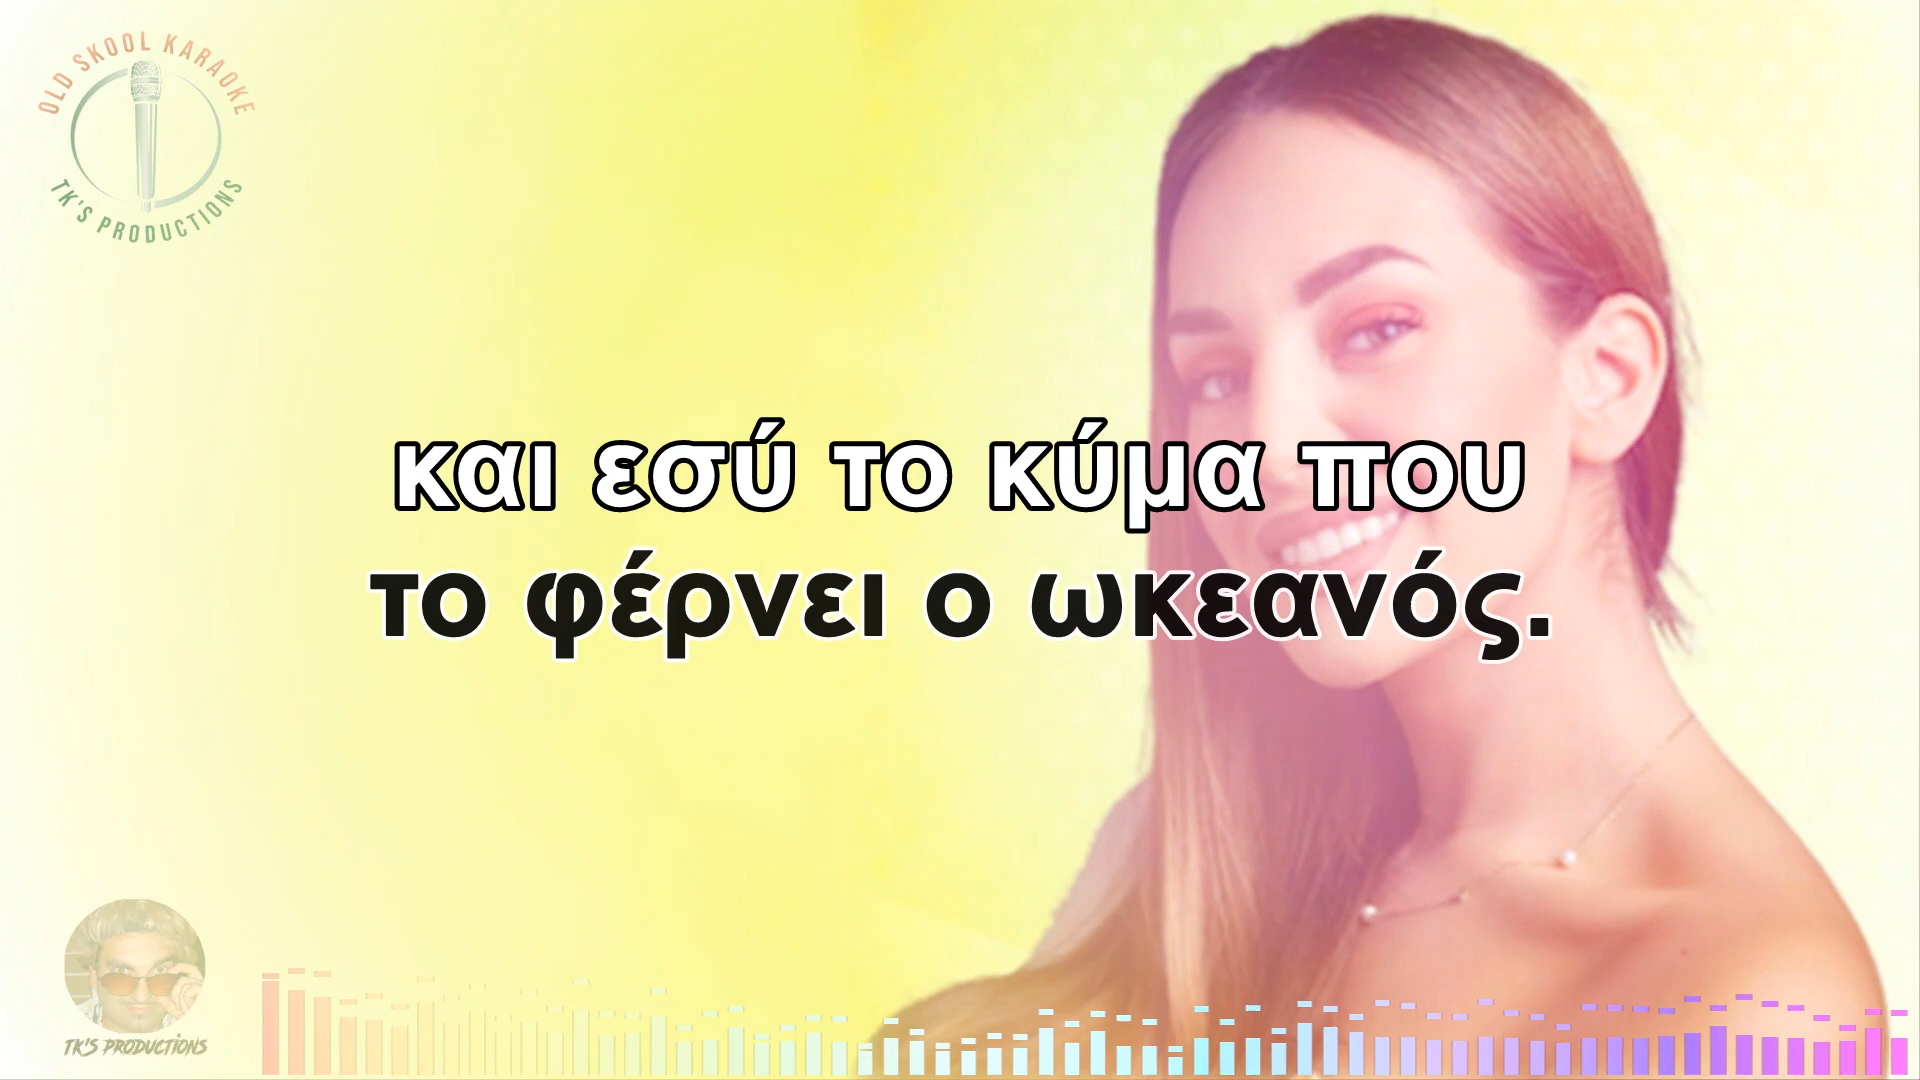 OLD SKOOL KARAOKE
TK'S PRODUCTIONS
και εσύ το κύμα που
το φέρνει ο ωκεανός.
TK'S PRODUCTIONS